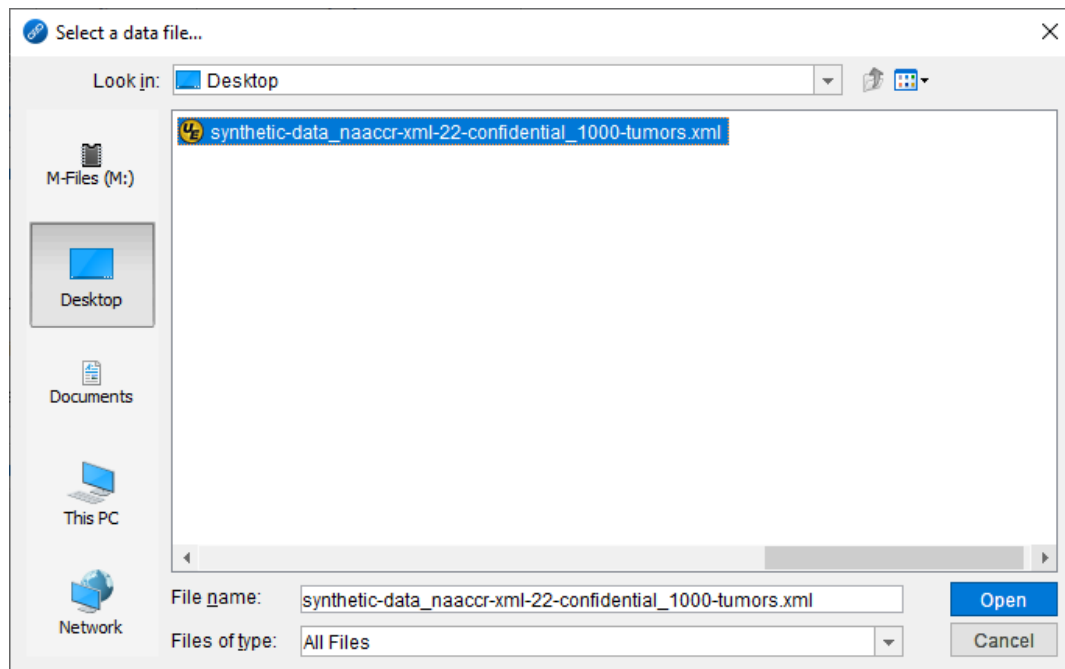 Select a data file...
Look in: Desktop
UE synthetic-data_naaccr-xml-22-confidential_1000-tumors.xml
M-Files (M:)
Desktop
Documents
This PC
Network
File name: synthetic-data_naaccr-xml-22-confidential_1000-tumors.xml Open
Files of type: All Files Cancel